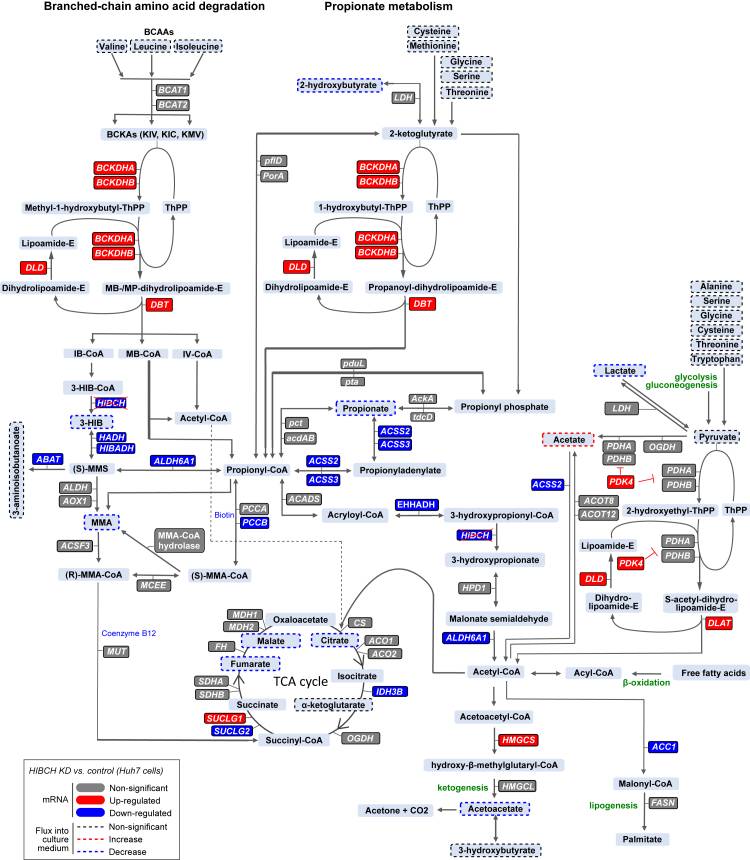 Branched-chain amino acid degradation
Propionate metabolism
BCAAs
Valine
Leucine
Isoleucine
BCAT1
BCAT2
BCKAs (KIV, KIC, KMV)
BCKDHA
BCKDHB
Methyl-1-hydroxybutyl-ThPP
ThPP
Lipoamide-E
BCKDHA
BCKDHB
DLD
Dihydrolipoamide-E
MB-/MP-dihydrolipoamide-E
DBT
IB-CoA
MB-CoA
IV-CoA
3-HIB-CoA
HIBCH
3-HIB
Acetyl-CoA
HADH
HIBADH
3-aminoisobutanoate
ABAT
(S)-MMS
ALDH6A1
ALDH
AOX1
MMA
ACSF3
MMA-CoA
hydrolase
(R)-MMA-CoA
MCEE
(S)-MMA-CoA
Biotin
PCCA
PCCB
Coenzyme B12
MUT
Cysteine
Methionine
Glycine
Serine
Threonine
2-hydroxybutyrate
LDH
2-ketoglutyrate
pflD
PorA
BCKDHA
BCKDHB
1-hydroxybutyl-ThPP
ThPP
Lipoamide-E
BCKDHA
BCKDHB
DLD
Dihydrolipoamide-E
Propanoyl-dihydrolipoamide-E
DBT
pduL
pta
Propionate
AckA
tdcD
Propionyl phosphate
pct
acdAB
ACSS2
ACSS3
Propionyl-CoA
ACSS2
ACSS3
Propionyladenylate
ACADS
Acryloyl-CoA
EHHADH
3-hydroxypropionyl-CoA
HIBCH
3-hydroxypropionate
HPD1
Malonate semialdehyde
ALDH6A1
Alanine
Serine
Glycine
Cysteine
Threonine
Tryptophan
Lactate
glycolysis
gluconeogenesis
LDH
Pyruvate
Acetate
OGDH
PDHA
PDHB
PDK4
PDHA
PDHB
ACSS2
ACOT8
ACOT12
2-hydroxyethyl-ThPP
ThPP
Lipoamide-E
PDHA
PDHB
PDK4
DLD
Dihydro-
lipoamide-E
S-acetyl-dihydro-
lipoamide-E
DLAT
Acetyl-CoA
Acyl-CoA
Free fatty acids
β-oxidation
MDH1
MDH2
Oxaloacetate
CS
Malate
Citrate
ACO1
ACO2
FH
Fumarate
TCA cycle
Isocitrate
SDHA
SDHB
IDH3B
Succinate
α-ketoglutarate
SUCLG1
SUCLG2
Succinyl-CoA
OGDH
Acetoacetyl-CoA
HMGCS
hydroxy-β-methylglutaryl-CoA
ketogenesis
HMGCL
Acetone + CO2
Acetoacetate
3-hydroxybutyrate
ACC1
Malonyl-CoA
lipogenesis
FASN
Palmitate
HIBCH KD vs. control (Huh7 cells)
mRNA
Non-significant
Up-regulated
Down-regulated
Flux into
culture
medium
Non-significant
Increase
Decrease